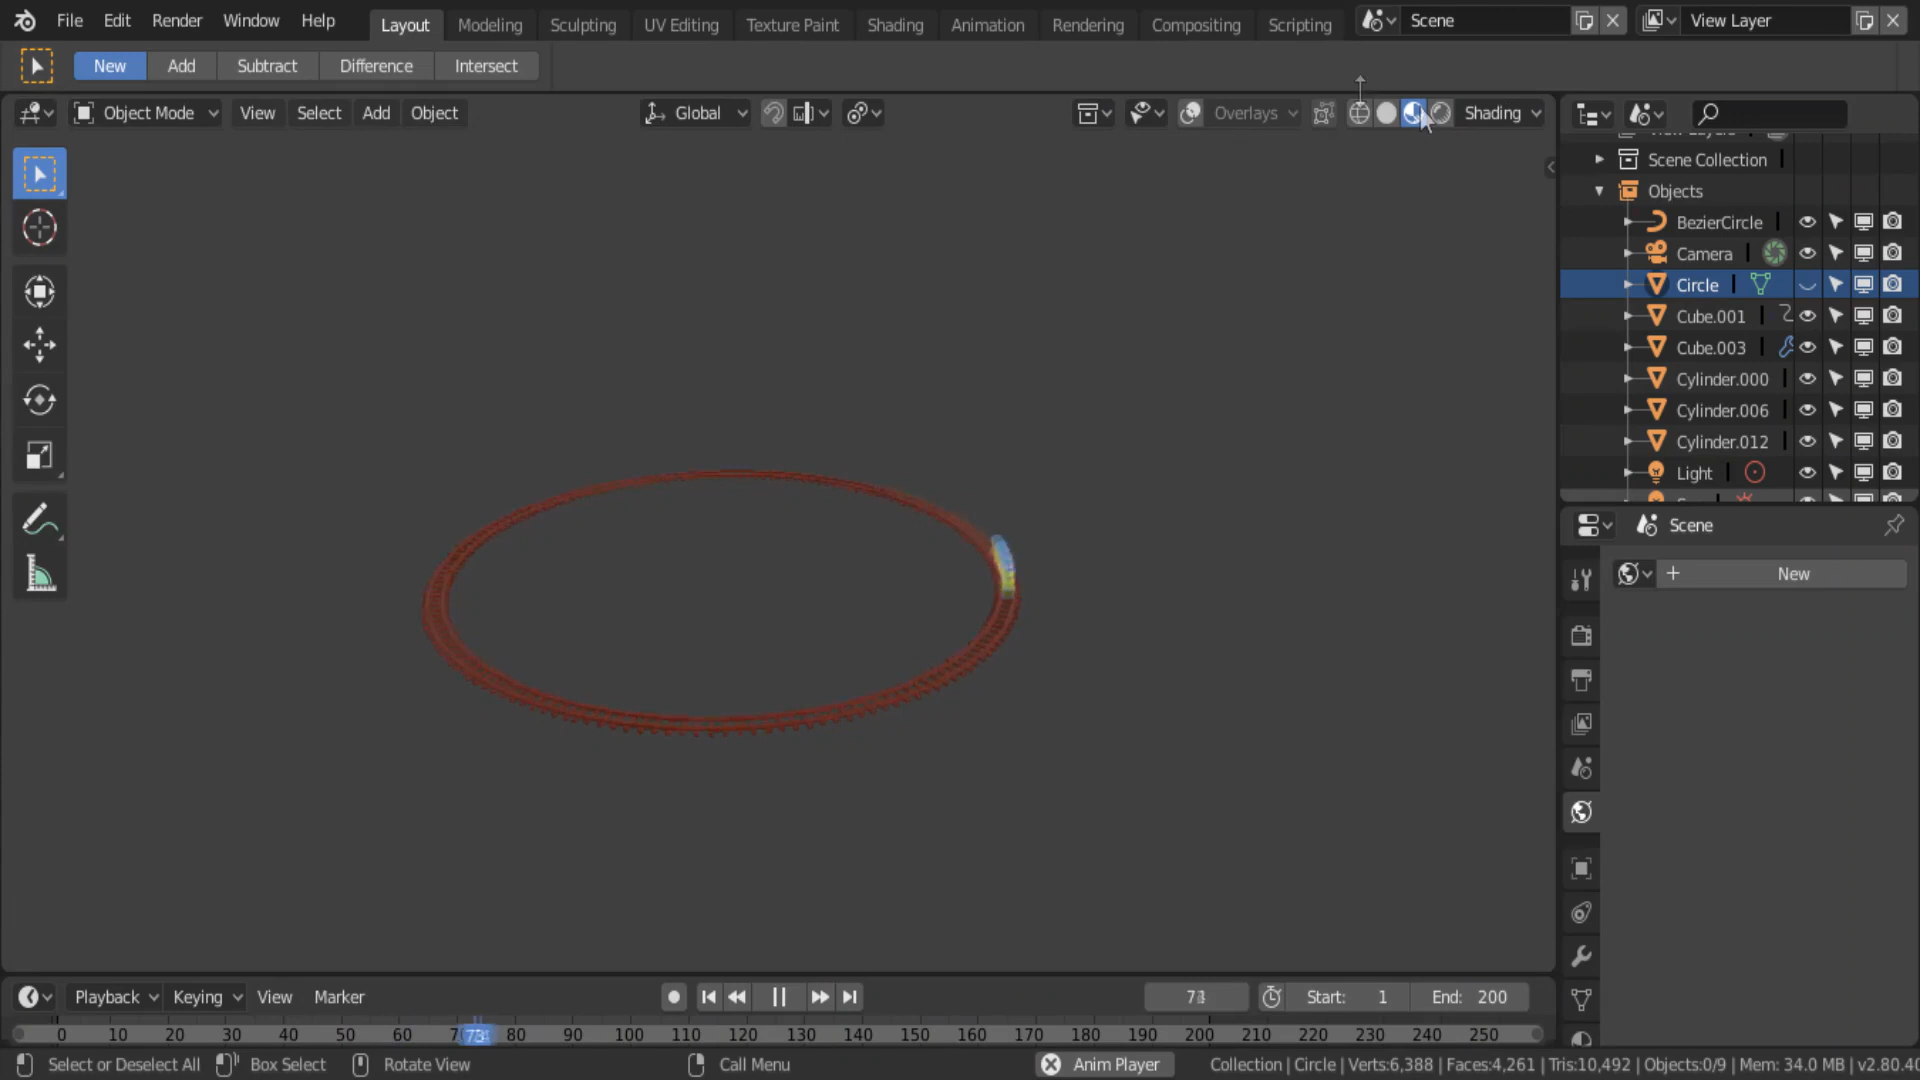 File Edit Render Window Help Layout Modeling Sculpting UV Editing Texture Paint Shading Animation Rendering Compositing Scripting Scene View Layer
New Add Subtract Difference Intersect
Object Mode View Select Add Object Global Overlays Shading
Scene Collection
Objects
BezierCircle
Camera
Circle
Cube.001
Cube.003
Cylinder.000
Cylinder.006
Cylinder.012
Light
Scene
New
Playback Keying View Marker Start: 1 End: 200
0 10 20 30 40 50 60 73 80 90 100 110 120 130 140 150 160 170 180 190 200 210 220 230 240 250
Select or Deselect All Box Select Rotate View Call Menu Anim Player Collection | Circle | Verts:6,388 | Faces:4,261 | Tris:10,492 | Objects:0/9 | Mem: 34.0 MB | v2.80.40